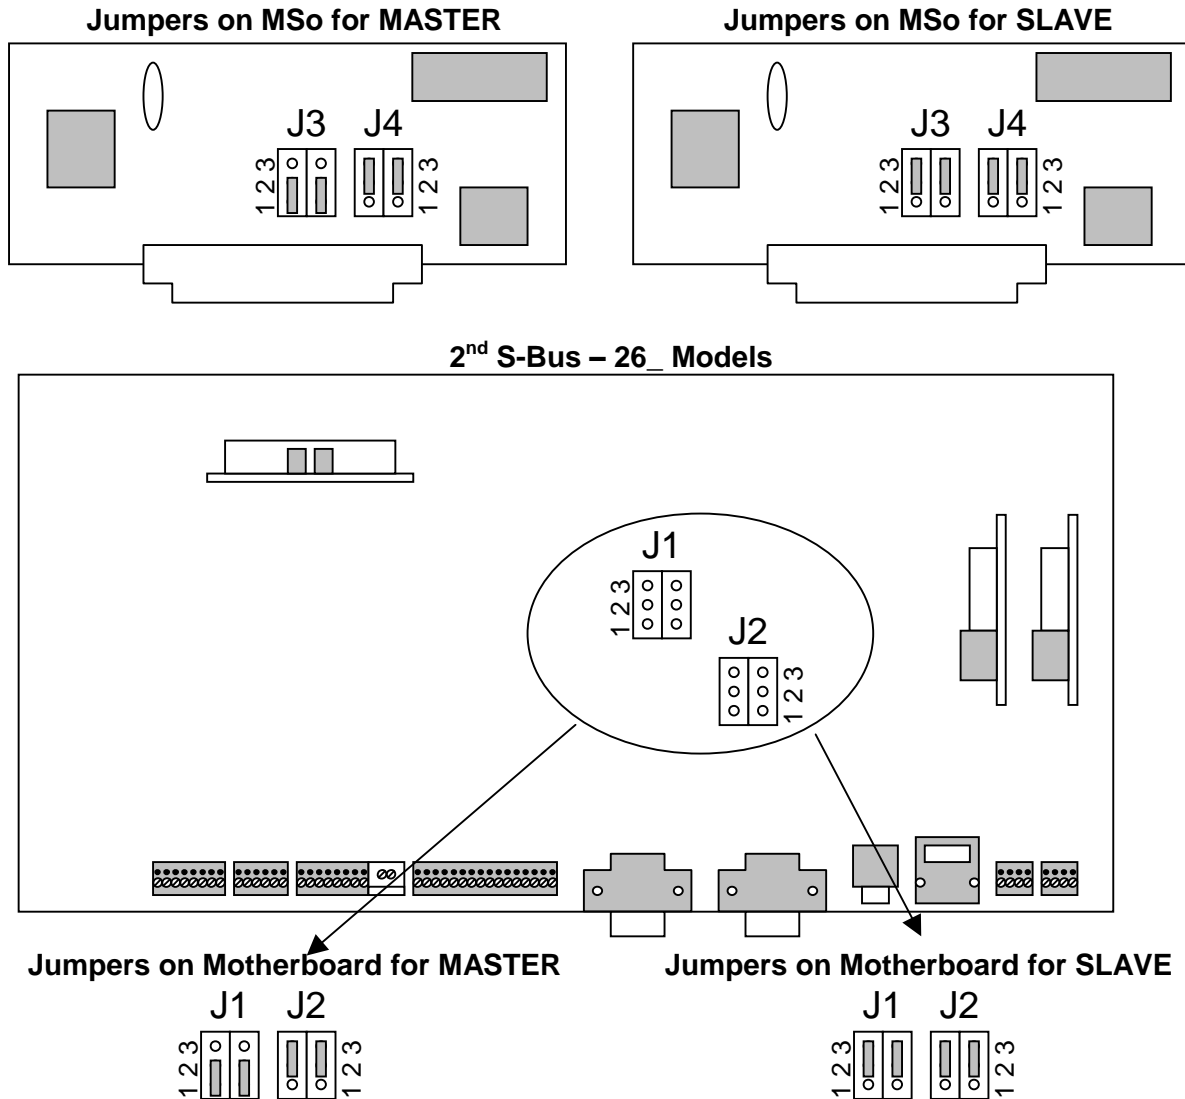 Jumpers on MSo for MASTER
Jumpers on MSo for SLAVE
J3 J4
1 2 3
1 2 3
J3 J4
1 2 3
1 2 3
2nd S-Bus – 26_ Models
J1
1 2 3
J2
1 2 3
Jumpers on Motherboard for MASTER
Jumpers on Motherboard for SLAVE
J1 J2
1 2 3
1 2 3
J1 J2
1 2 3
1 2 3